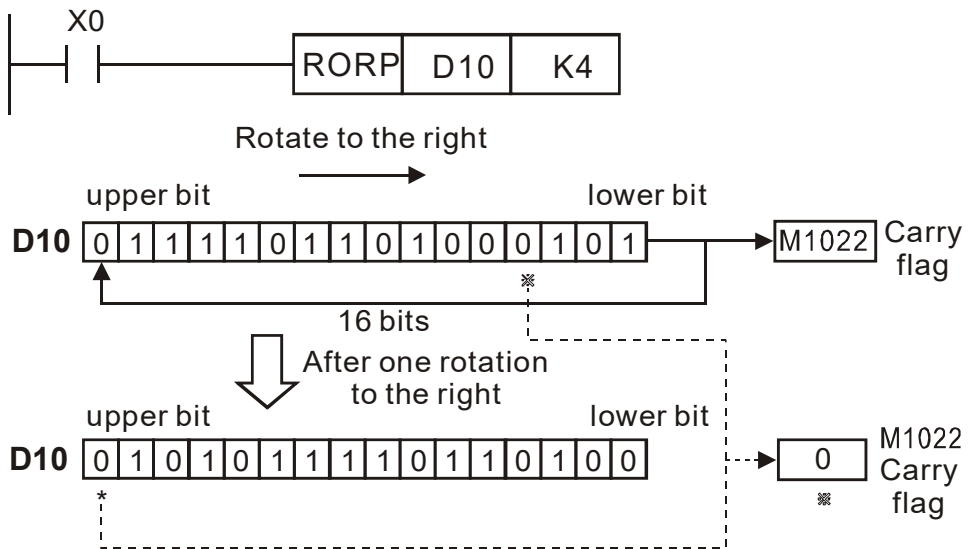 X0
RORP D10 K4
Rotate to the right
upper bit lower bit
D10 0 1 1 1 1 0 1 1 0 1 0 0 0 1 0 1 M1022 Carry
flag
※
16 bits
After one rotation
to the right
upper bit lower bit
D10 0 1 0 1 0 1 1 1 1 0 1 1 0 1 0 0 0 M1022
Carry
flag
* ※